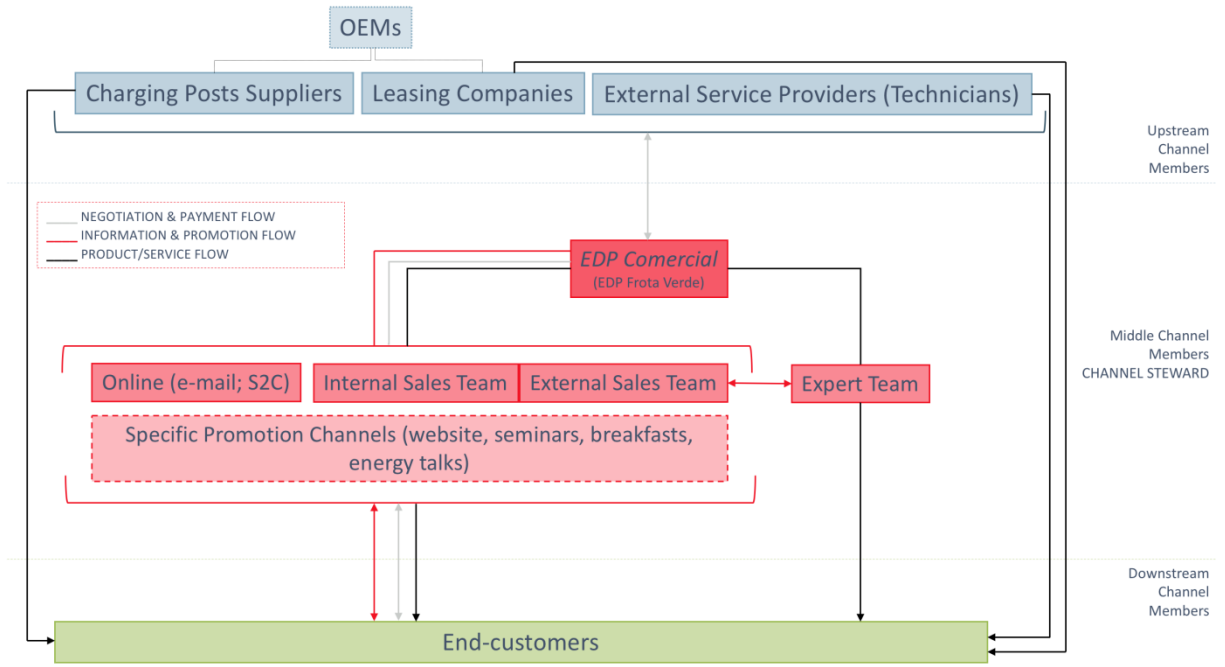 OEMs
Charging Posts Suppliers
Leasing Companies
External Service Providers (Technicians)
Upstream
Channel
Members
NEGOTIATION & PAYMENT FLOW
INFORMATION & PROMOTION FLOW
PRODUCT/SERVICE FLOW
EDP Comercial
(EDP Frota Verde)
Middle Channel
Members
CHANNEL STEWARD
Online (e-mail; S2C)
Internal Sales Team
External Sales Team
Expert Team
Specific Promotion Channels (website, seminars, breakfasts,
energy talks)
Downstream
Channel
Members
End-customers